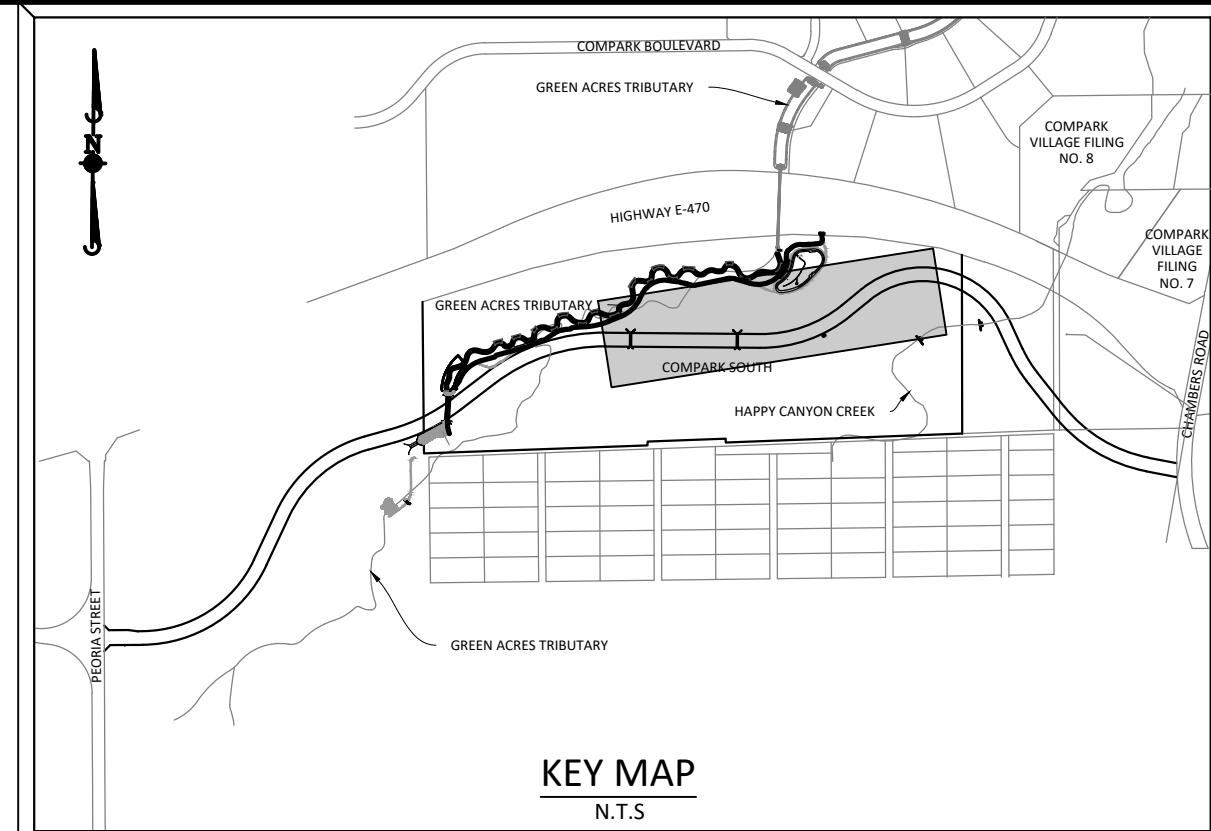 COMPARK BOULEVARD
GREEN ACRES TRIBUTARY
COMPARK
VILLAGE FILING
NO. 8
N
HIGHWAY E-470
COMPARK
VILLAGE
FILING
NO. 7
GREEN ACRES TRIBUTARY
COMPARK SOUTH
HAPPY CANYON CREEK
CHAMBERS ROAD
PEORIA STREET
GREEN ACRES TRIBUTARY
KEY MAP
N.T.S